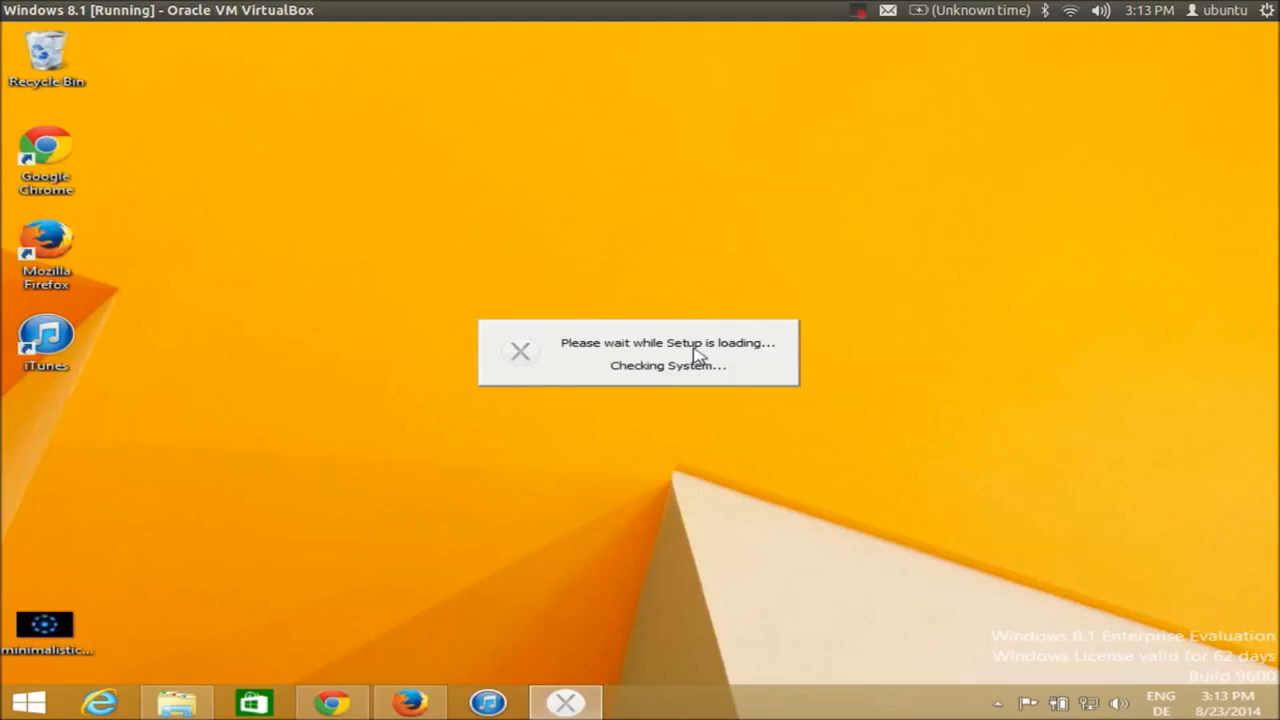 Windows 8.1 [Running] - Oracle VM VirtualBox
(Unknown time)
3:13 PM
ubuntu
Recycle Bin
Google
Chrome
Mozilla
Firefox
iTunes
Please wait while Setup is loading...
Checking System...
minimalistic...
Windows 8.1 Enterprise Evaluation
Windows License valid for 62 days
Build 9600
ENG
DE
3:13 PM
8/23/2014